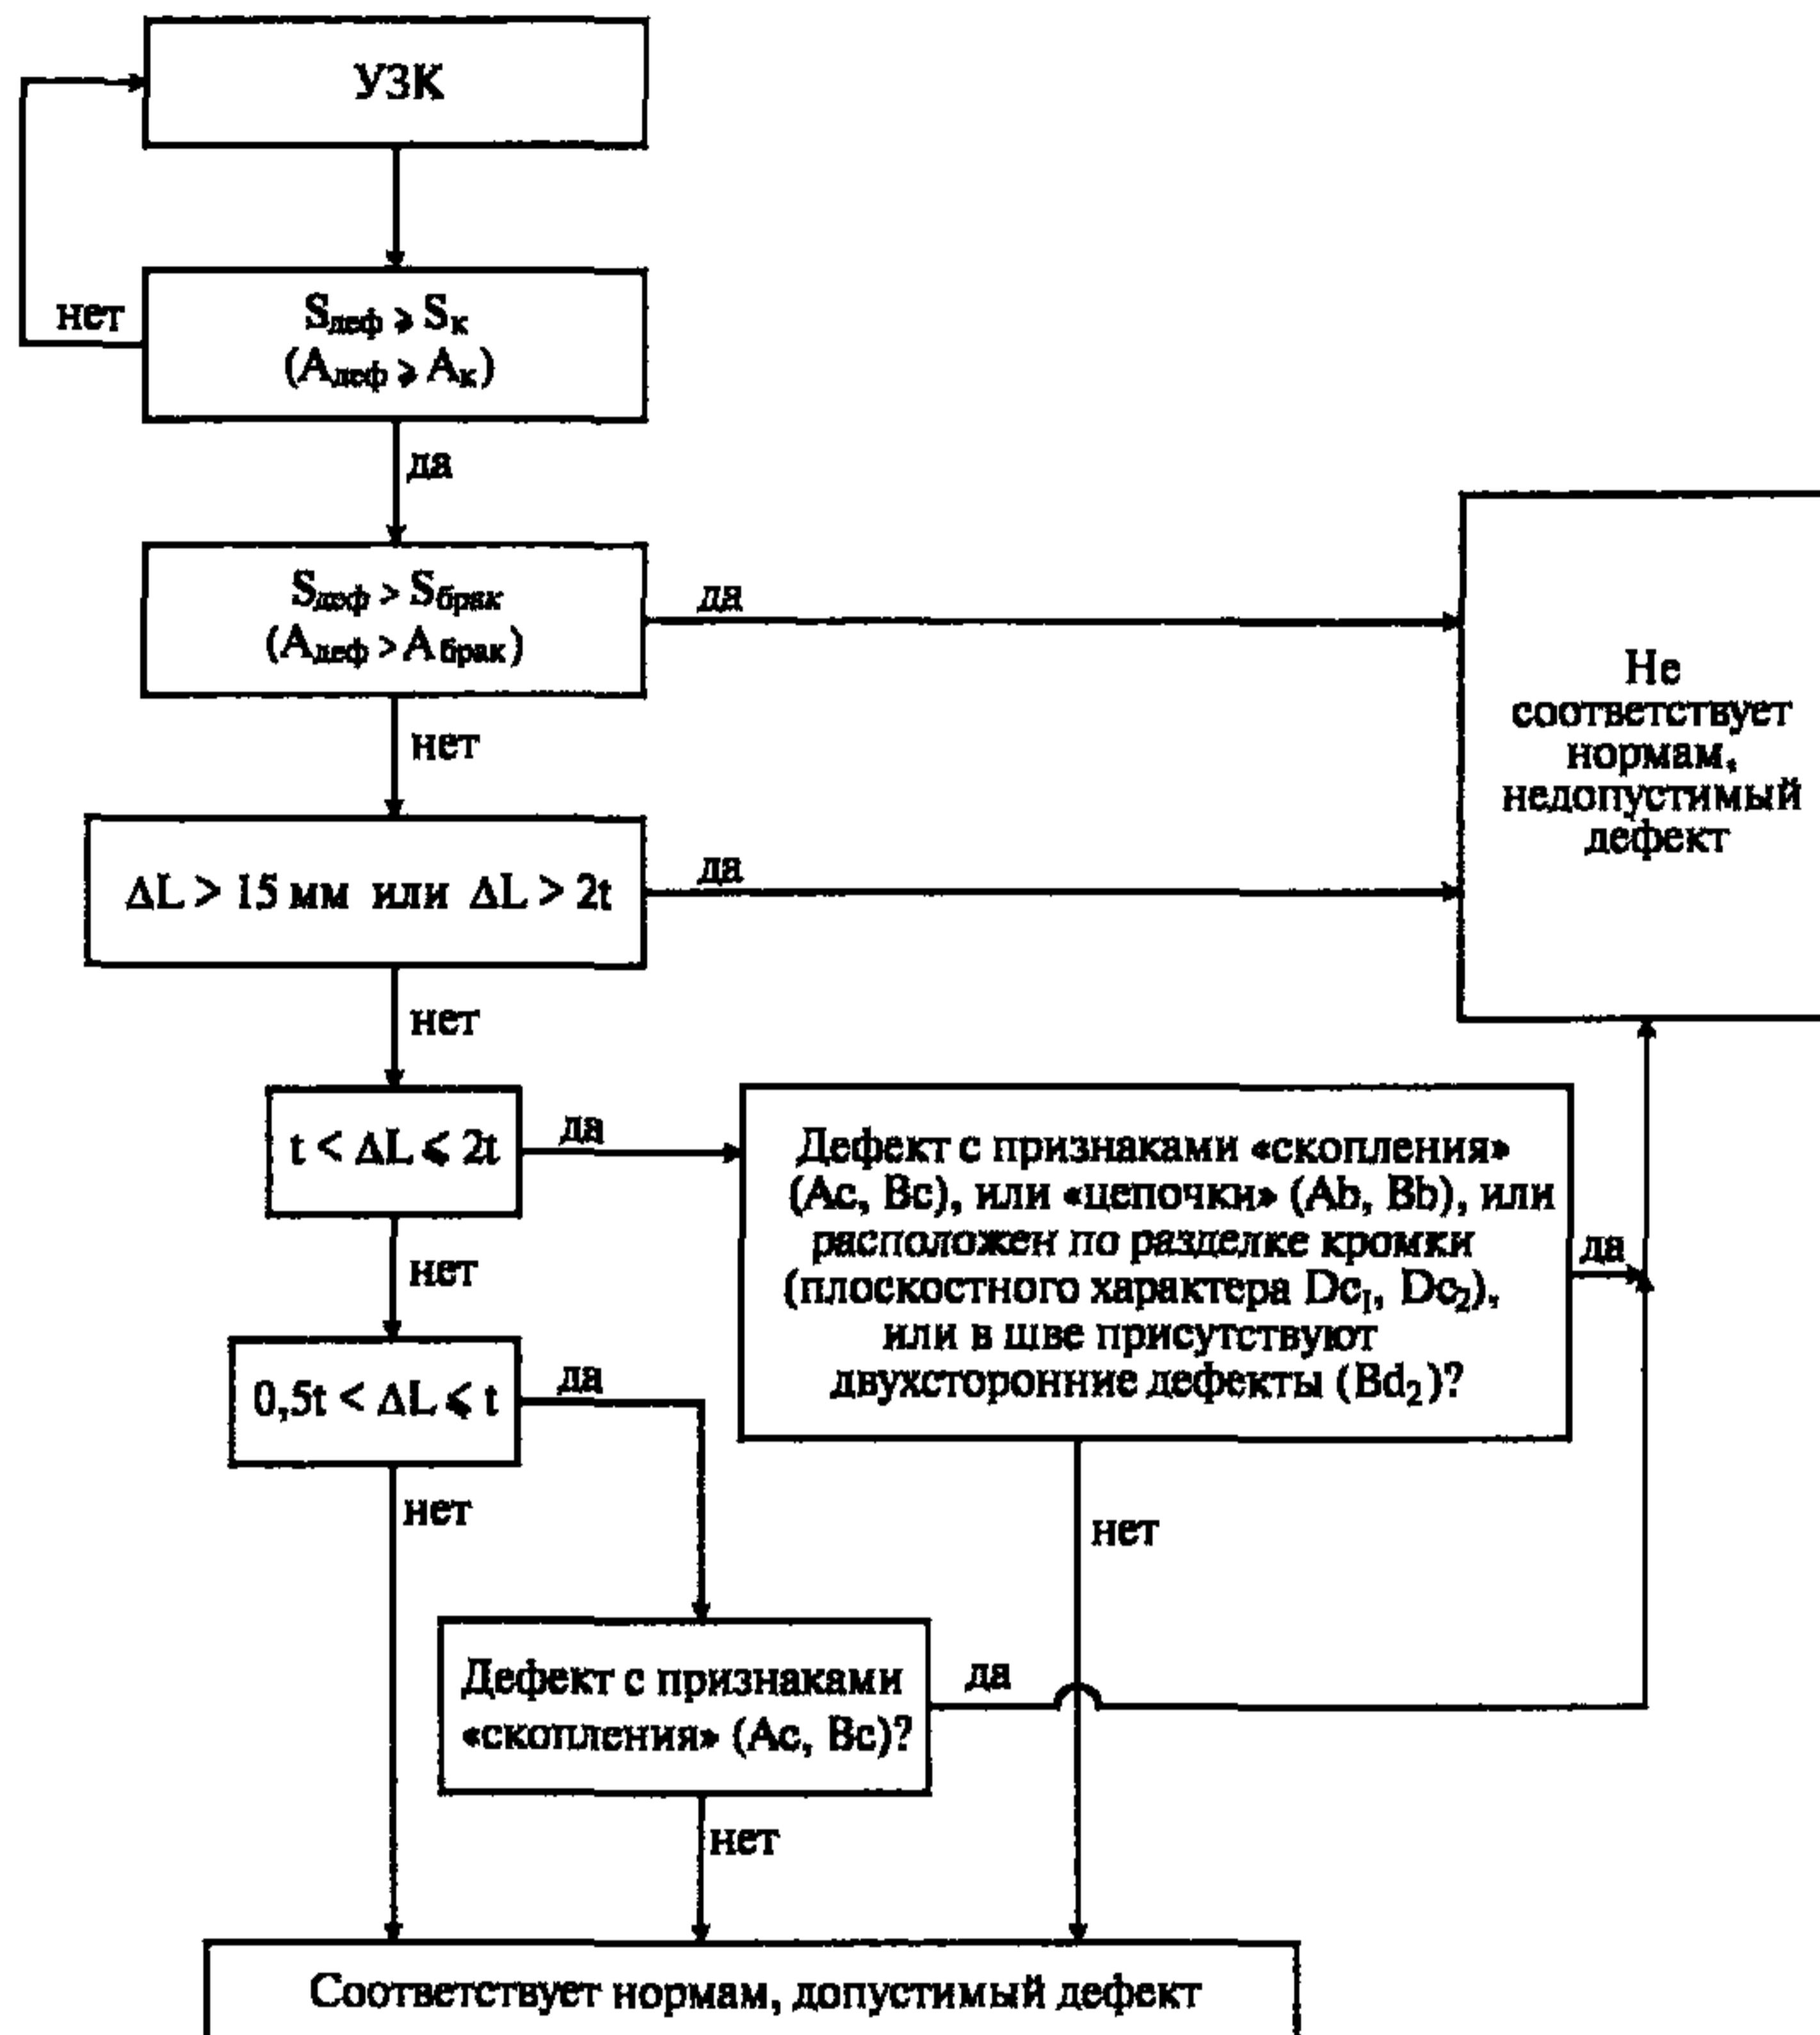 УЗК
нет
Sдеф ⩾ Sк
(Aдеф ⩾ Aк)
да
Sдеф > Sбрак
(Aдеф > Aбрак)
да
нет
Не
соответствует
нормам,
недопустимый
дефект
ΔL > 15 мм или ΔL > 2t
да
нет
t < ΔL ⩽ 2t
да
Дефект с признаками «скопления»
(Ac, Bc), или «цепочки» (Ab, Bb), или
расположен по разделке кромки
(плоскостного характера Dc₁, Dc₂),
или в шве присутствуют
двухсторонние дефекты (Bd₂)?
да
нет
0,5t < ΔL ⩽ t
да
нет
нет
Дефект с признаками
«скопления» (Ac, Bc)?
да
нет
Соответствует нормам, допустимый дефект